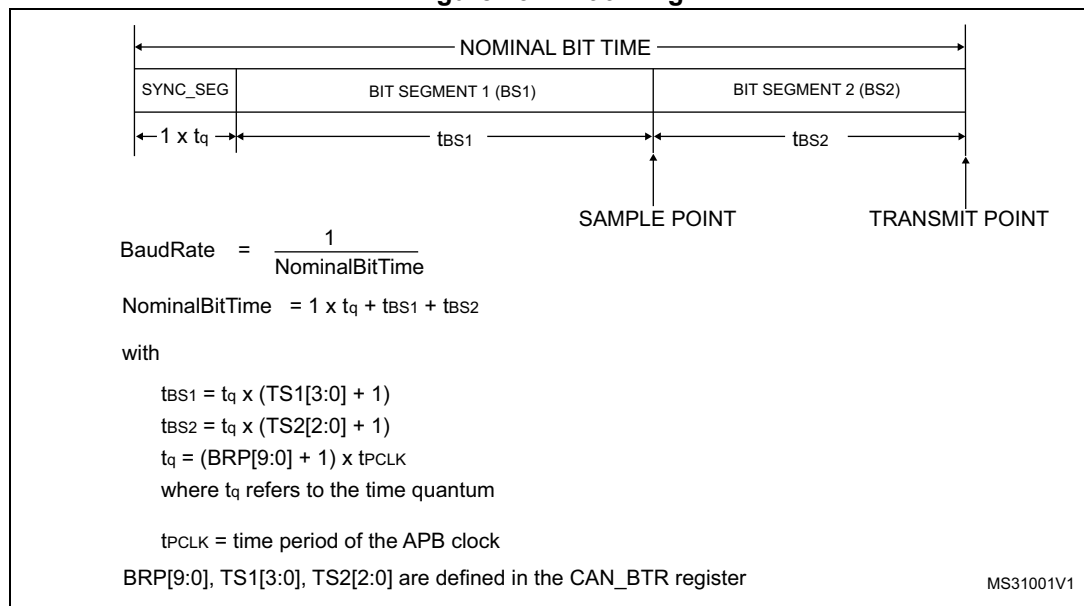 NOMINAL BIT TIME
SYNC_SEG BIT SEGMENT 1 (BS1) BIT SEGMENT 2 (BS2)
1 x tq tBS1 tBS2
SAMPLE POINT TRANSMIT POINT
BaudRate = 1
NominalBitTime
NominalBitTime = 1 x tq + tBS1 + tBS2
with
tBS1 = tq x (TS1[3:0] + 1)
tBS2 = tq x (TS2[2:0] + 1)
tq = (BRP[9:0] + 1) x tPCLK
where tq refers to the time quantum
tPCLK = time period of the APB clock
BRP[9:0], TS1[3:0], TS2[2:0] are defined in the CAN_BTR register
MS31001V1